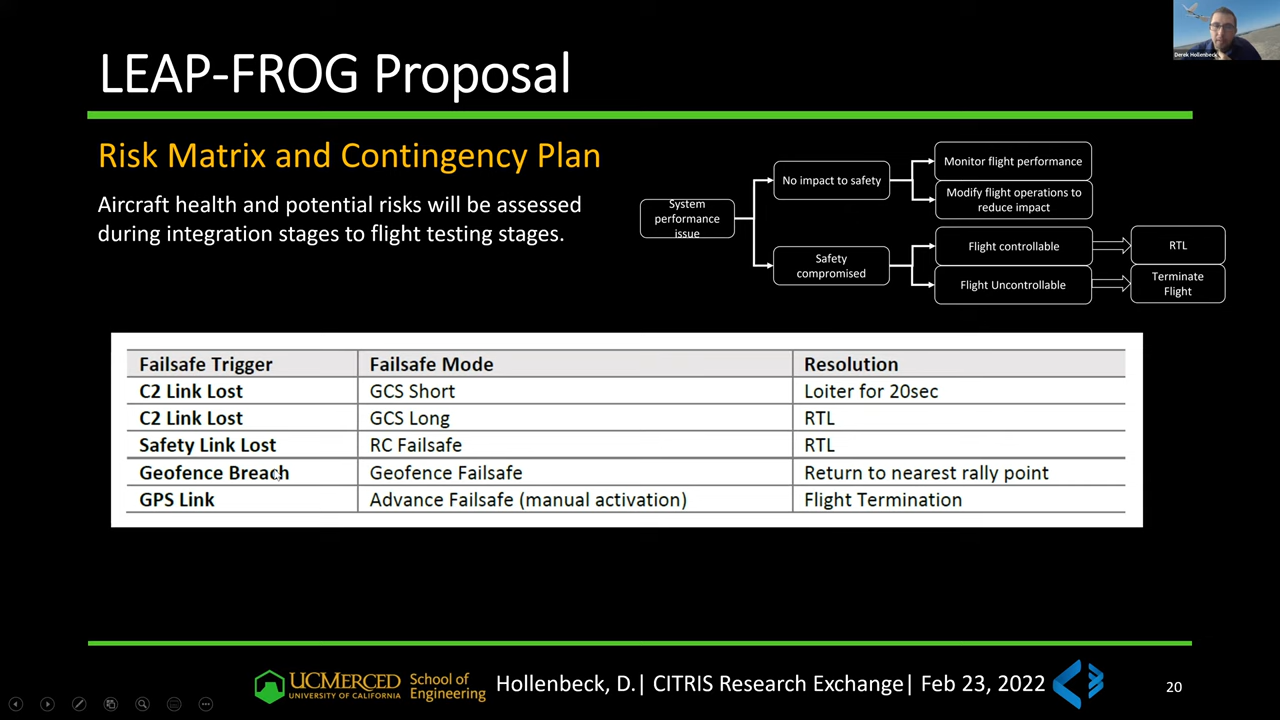 Derek Hollenbeck
LEAP-FROG Proposal
Risk Matrix and Contingency Plan
Aircraft health and potential risks will be assessed
during integration stages to flight testing stages.
System
performance
issue
No impact to safety
Safety
compromised
Monitor flight performance
Modify flight operations to
reduce impact
Flight controllable
Flight Uncontrollable
RTL
Terminate
Flight
Failsafe Trigger Failsafe Mode Resolution
C2 Link Lost GCS Short Loiter for 20sec
C2 Link Lost GCS Long RTL
Safety Link Lost RC Failsafe RTL
Geofence Breach Geofence Failsafe Return to nearest rally point
GPS Link Advance Failsafe (manual activation) Flight Termination
UCMERCED
UNIVERSITY OF CALIFORNIA
School of
Engineering
Hollenbeck, D.| CITRIS Research Exchange| Feb 23, 2022
20